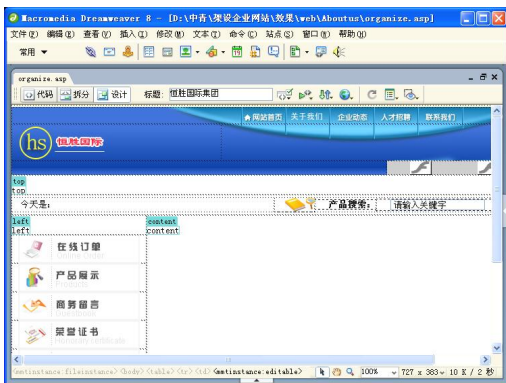 Macromedia Dreamweaver 8 - [D:\中青\架设企业网站\效果\web\Aboutus\organize.asp]
文件(F) 编辑(E) 查看(V) 插入(I) 修改(M) 文本(T) 命令(C) 站点(S) 窗口(W) 帮助(H)
常用
organize.asp
代码 拆分 设计 标题: 恒胜国际集团
★网站首页 关于我们 企业动态 人才招聘 联系我们
hs 恒胜国际
top
top
今天是: 产品搜索: 请输入关键字
left content
left content
在线订单
Online Order
产品展示
Products
商务留言
荣誉证书
Honorary certificate
<mmtinstance:fileinstance> <body> <table> <tr> <td> <mmtinstance:editable> 100% 727 x 383 10 K / 2 秒